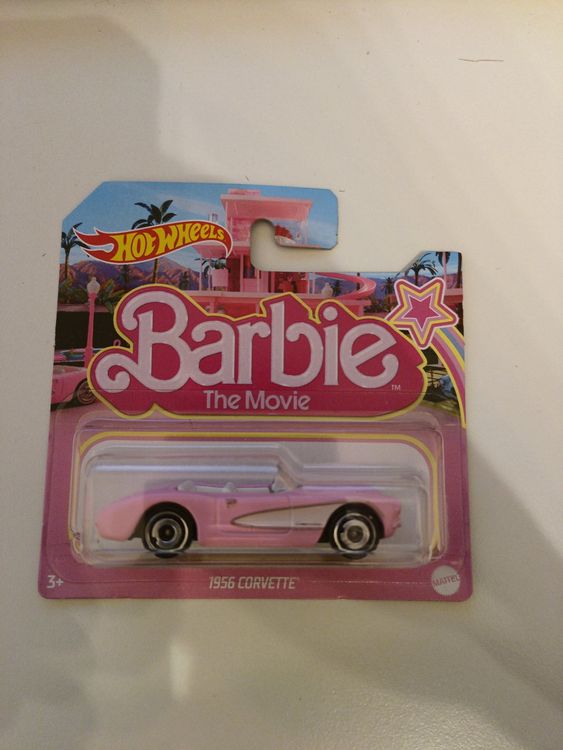 HOT WHEELS
Barbie
TM
The Movie
3+
1956 CORVETTE
MATTEL